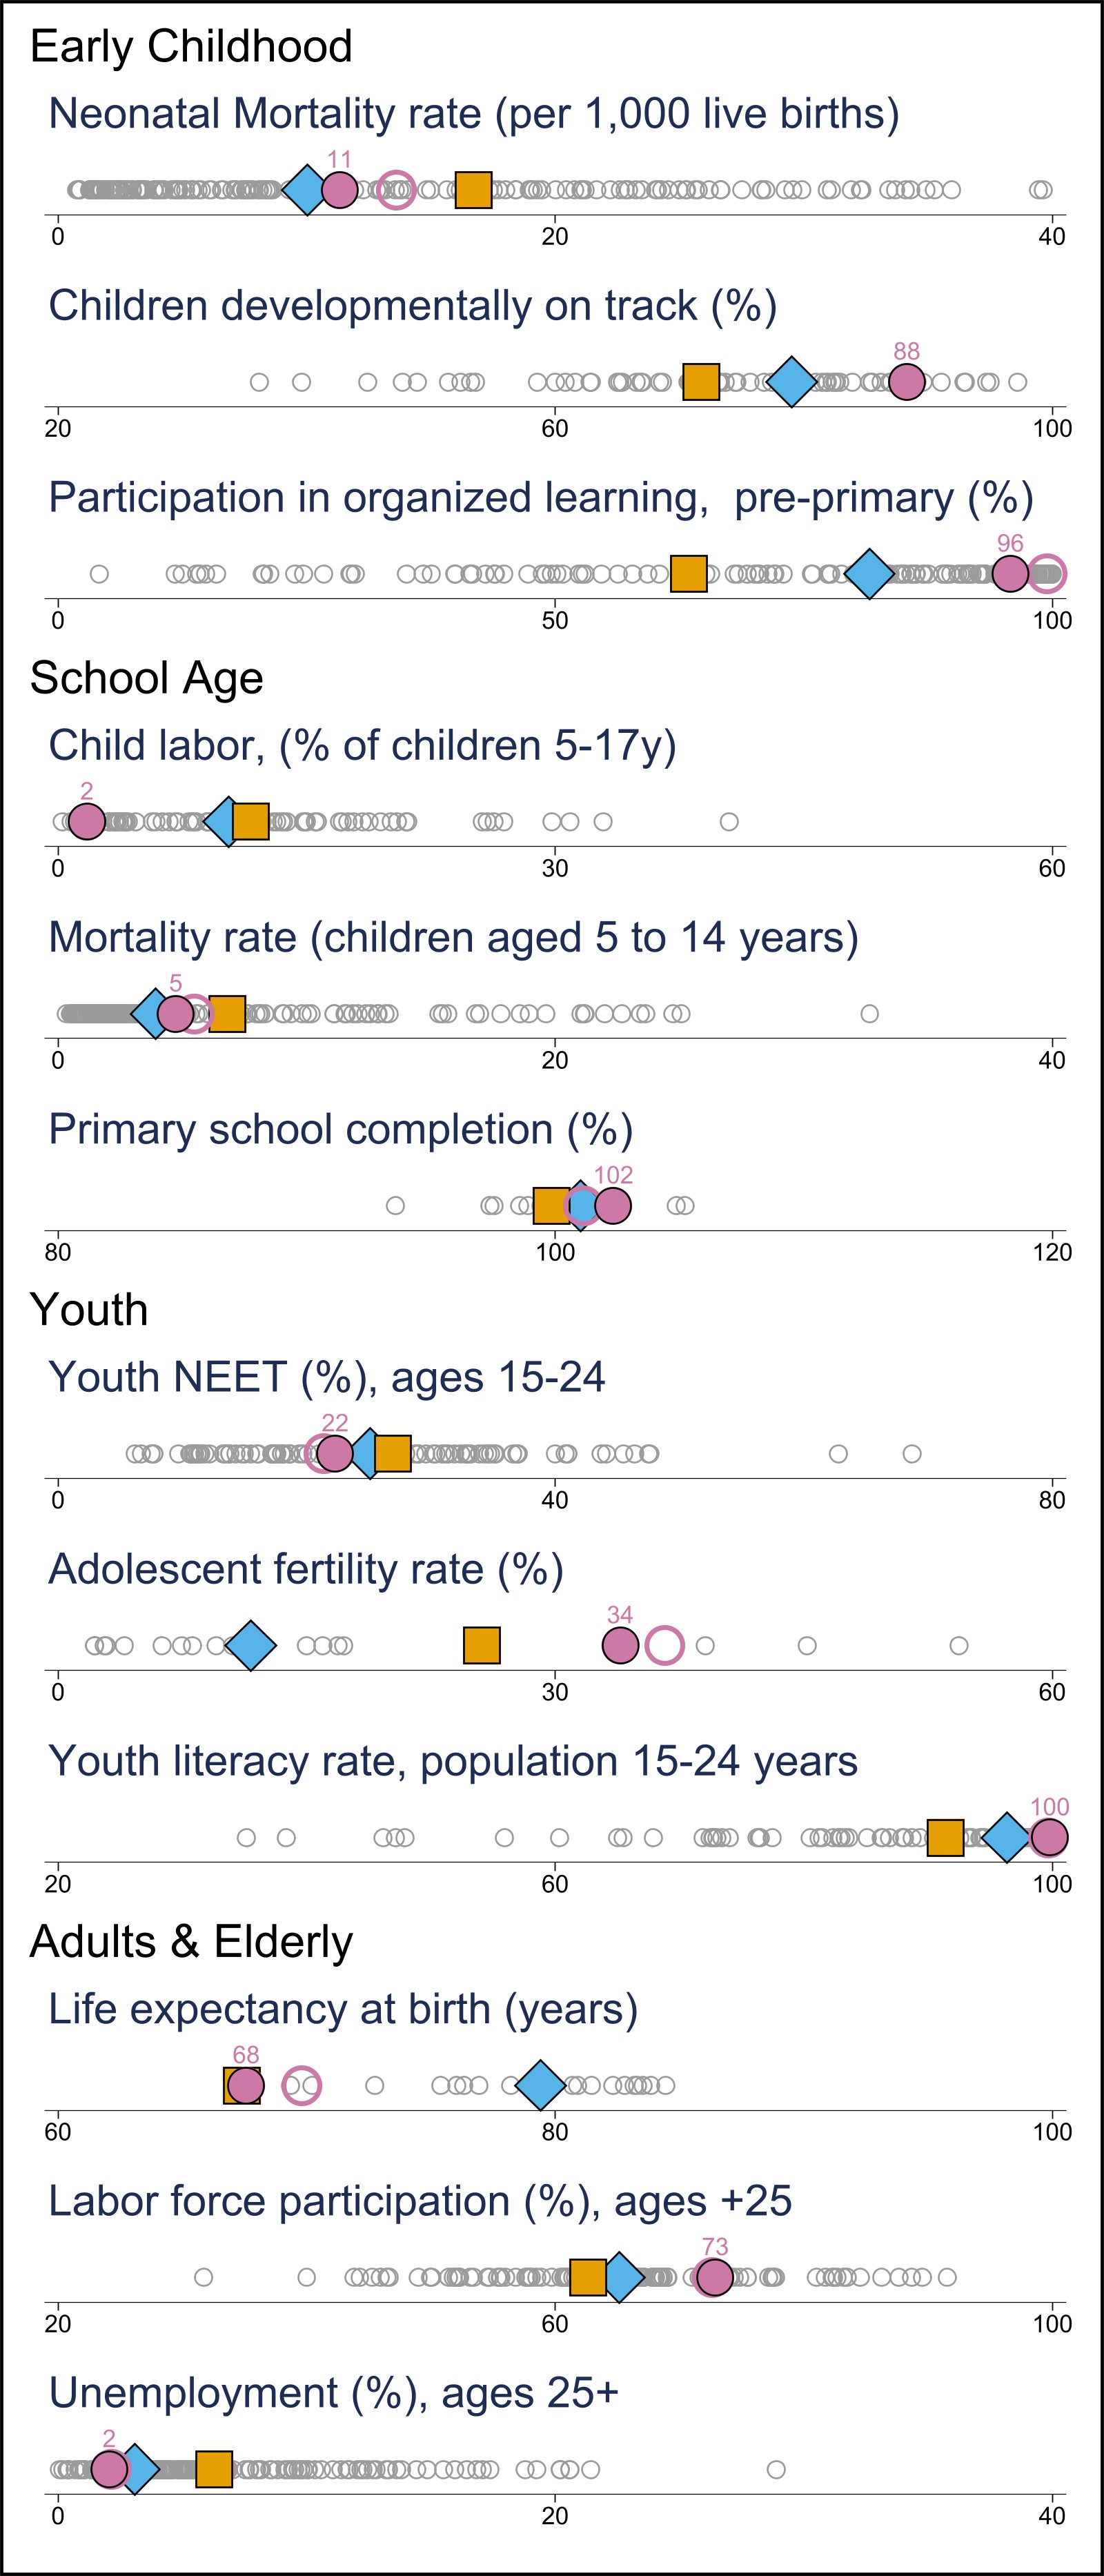 Early Childhood
Neonatal Mortality rate (per 1,000 live births)
11
0 20 40
Children developmentally on track (%)
88
20 60 100
Participation in organized learning,  pre-primary (%)
96
0 50 100
School Age
Child labor, (% of children 5-17y)
2
0 30 60
Mortality rate (children aged 5 to 14 years)
5
0 20 40
Primary school completion (%)
102
80 100 120
Youth
Youth NEET (%), ages 15-24
22
0 40 80
Adolescent fertility rate (%)
34
0 30 60
Youth literacy rate, population 15-24 years
100
20 60 100
Adults & Elderly
Life expectancy at birth (years)
68
60 80 100
Labor force participation (%), ages +25
73
20 60 100
Unemployment (%), ages 25+
2
0 20 40